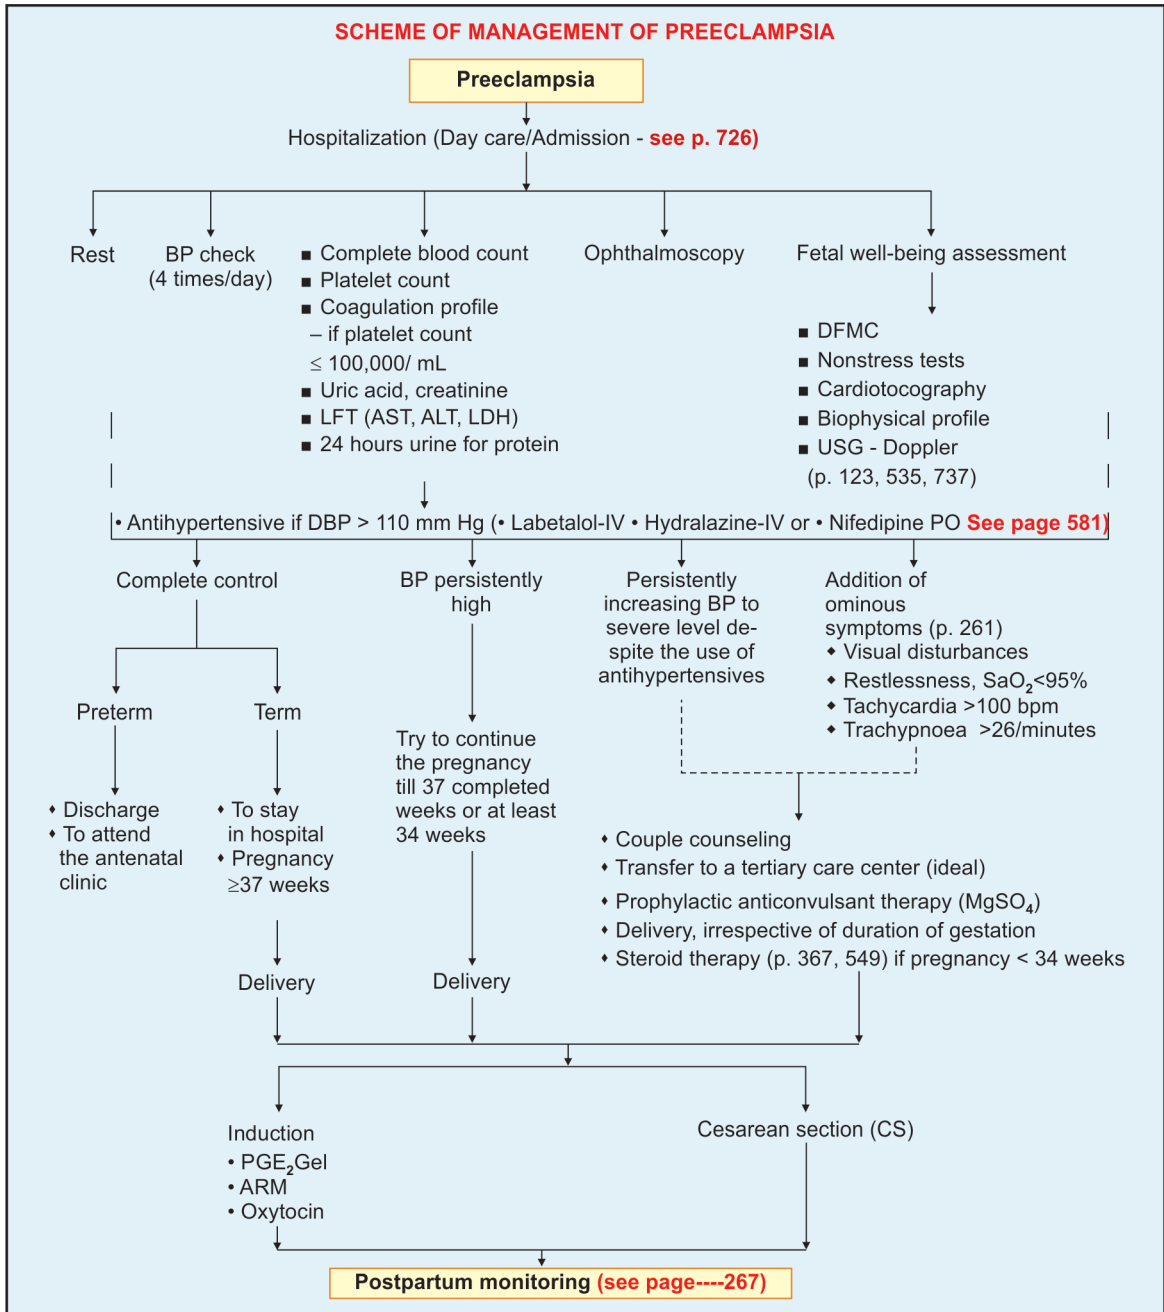 SCHEME OF MANAGEMENT OF PREECLAMPSIA
Preeclampsia
Hospitalization (Day care/Admission - see p. 726)
Rest
BP check
(4 times/day)
■ Complete blood count
■ Platelet count
■ Coagulation profile
– if platelet count
≤ 100,000/ mL
■ Uric acid, creatinine
■ LFT (AST, ALT, LDH)
■ 24 hours urine for protein
Ophthalmoscopy
Fetal well-being assessment
■ DFMC
■ Nonstress tests
■ Cardiotocography
■ Biophysical profile
■ USG - Doppler
(p. 123, 535, 737)
• Antihypertensive if DBP > 110 mm Hg (• Labetalol-IV • Hydralazine-IV or • Nifedipine PO See page 581)
Complete control
Preterm
♦ Discharge
♦ To attend
the antenatal
clinic
Term
♦ To stay
in hospital
♦ Pregnancy
≥37 weeks
Delivery
BP persistently
high
Try to continue
the pregnancy
till 37 completed
weeks or at least
34 weeks
Delivery
Persistently
increasing BP to
severe level de-
spite the use of
antihypertensives
Addition of
ominous
symptoms (p. 261)
◆ Visual disturbances
◆ Restlessness, SaO₂<95%
◆ Tachycardia >100 bpm
◆ Trachypnoea >26/minutes
♦ Couple counseling
♦ Transfer to a tertiary care center (ideal)
♦ Prophylactic anticonvulsant therapy (MgSO₄)
♦ Delivery, irrespective of duration of gestation
♦ Steroid therapy (p. 367, 549) if pregnancy < 34 weeks
Induction
• PGE₂Gel
• ARM
• Oxytocin
Cesarean section (CS)
Postpartum monitoring (see page----267)